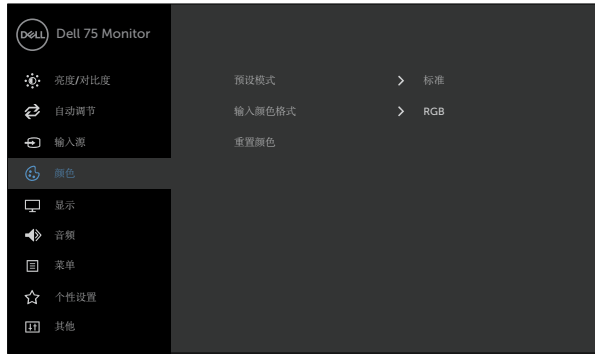 DELL Dell 75 Monitor
亮度/对比度 预设模式 标准
自动调节 输入颜色格式 RGB
输入源 重置颜色
颜色
显示
音频
菜单
个性设置
其他